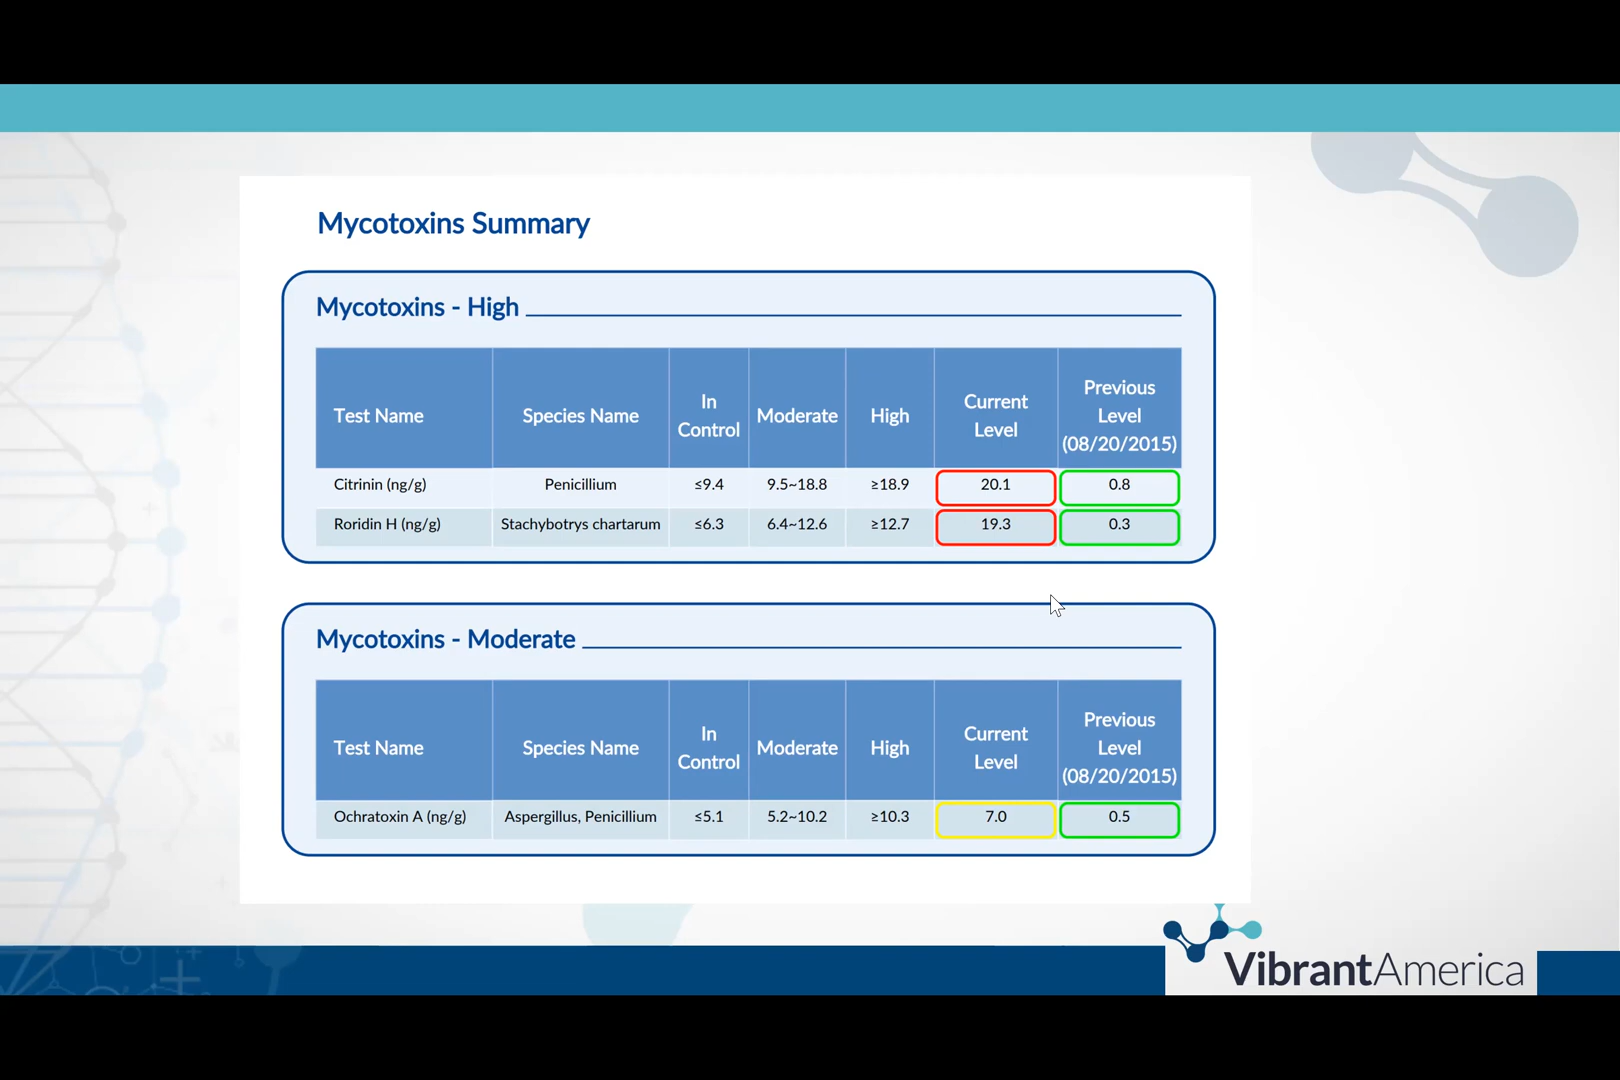 Mycotoxins Summary
Mycotoxins - High
Test Name Species Name In Control Moderate High Current Level Previous Level (08/20/2015)
Citrinin (ng/g) Penicillium ≤9.4 9.5~18.8 ≥18.9 20.1 0.8
Roridin H (ng/g) Stachybotrys chartarum ≤6.3 6.4~12.6 ≥12.7 19.3 0.3
Mycotoxins - Moderate
Test Name Species Name In Control Moderate High Current Level Previous Level (08/20/2015)
Ochratoxin A (ng/g) Aspergillus, Penicillium ≤5.1 5.2~10.2 ≥10.3 7.0 0.5
VibrantAmerica